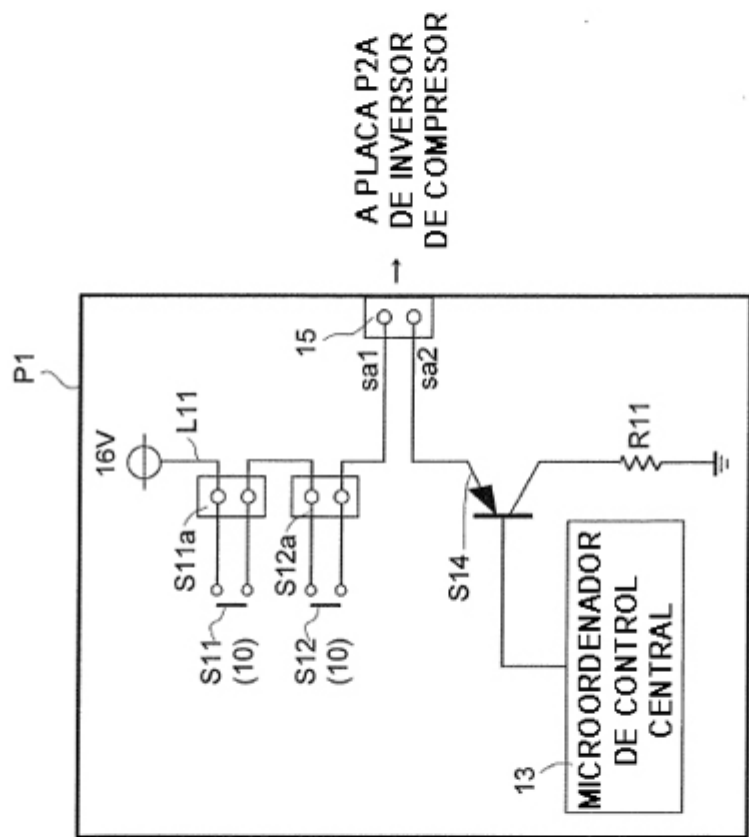 P1
16V
L11
S11a
S11
(10)
S12a
S12
(10)
15
sa1
sa2
A PLACA P2A
DE INVERSOR
DE COMPRESOR
S14
R11
13
MICROORDENADOR
DE CONTROL
CENTRAL